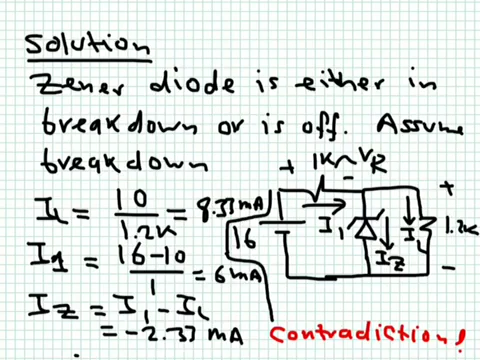 Solution
Zener diode is either in
breakdown or is off. Assume
breakdown
+ 1K VR -
IL = 10 / 1.2K = 8.33 mA
16 I1 IZ IL + 1.2K -
I1 = 16-10 / 1 = 6 mA
IZ = I1 - IL
= -2.33 mA Contradiction!